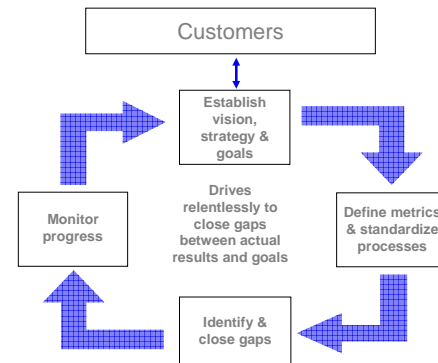 Customers
Establish
vision,
strategy &
goals
Drives
relentlessly to
close gaps
between actual
results and goals
Monitor
progress
Define metrics
& standardize
processes
Identify &
close gaps